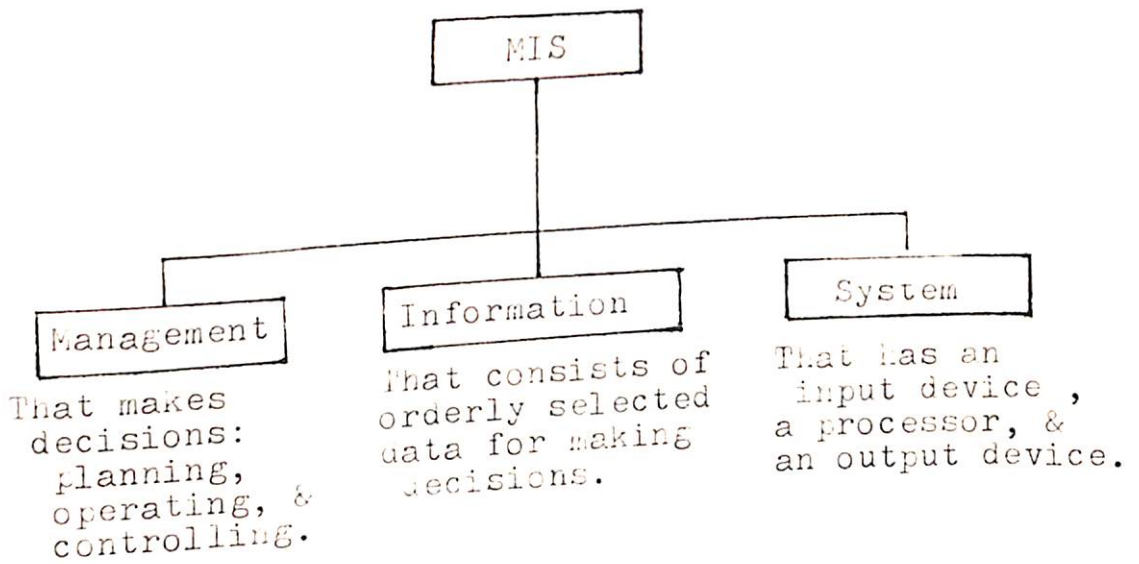 MIS
Management
That makes
decisions:
planning,
operating, &
controlling.
Information
That consists of
orderly selected
data for making
decisions.
System
That has an
input device ,
a processor, &
an output device.